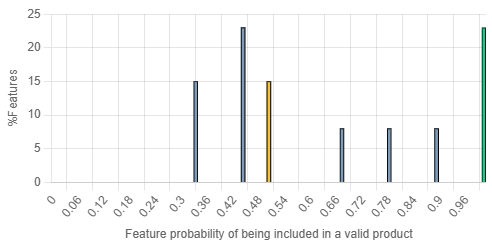 25
20
15
10
5
0
%Features
0 0.06 0.12 0.18 0.24 0.3 0.36 0.42 0.48 0.54 0.6 0.66 0.72 0.78 0.84 0.9 0.96
Feature probability of being included in a valid product